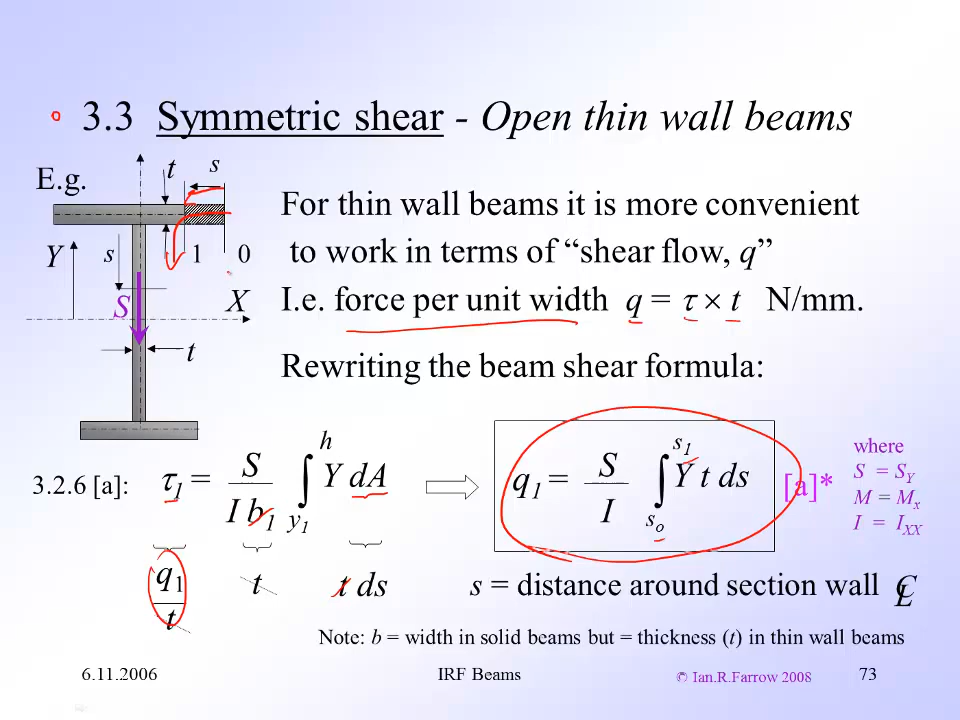 3.3 Symmetric shear - Open thin wall beams
E.g.
t
s
Y
s
1
0
S
X
t
For thin wall beams it is more convenient
to work in terms of “shear flow, q”
I.e. force per unit width q = τ × t N/mm.
Rewriting the beam shear formula:
3.2.6 [a]: τ1 = S / I b1 ∫ y1 h Y dA
q1 = S / I ∫ so s1 Y t ds [a]*
where
S = SY
M = Mx
I = IXX
q1 / t
t
t ds
s = distance around section wall ℄
Note: b = width in solid beams but = thickness (t) in thin wall beams
6.11.2006
IRF Beams
© Ian.R.Farrow 2008
73